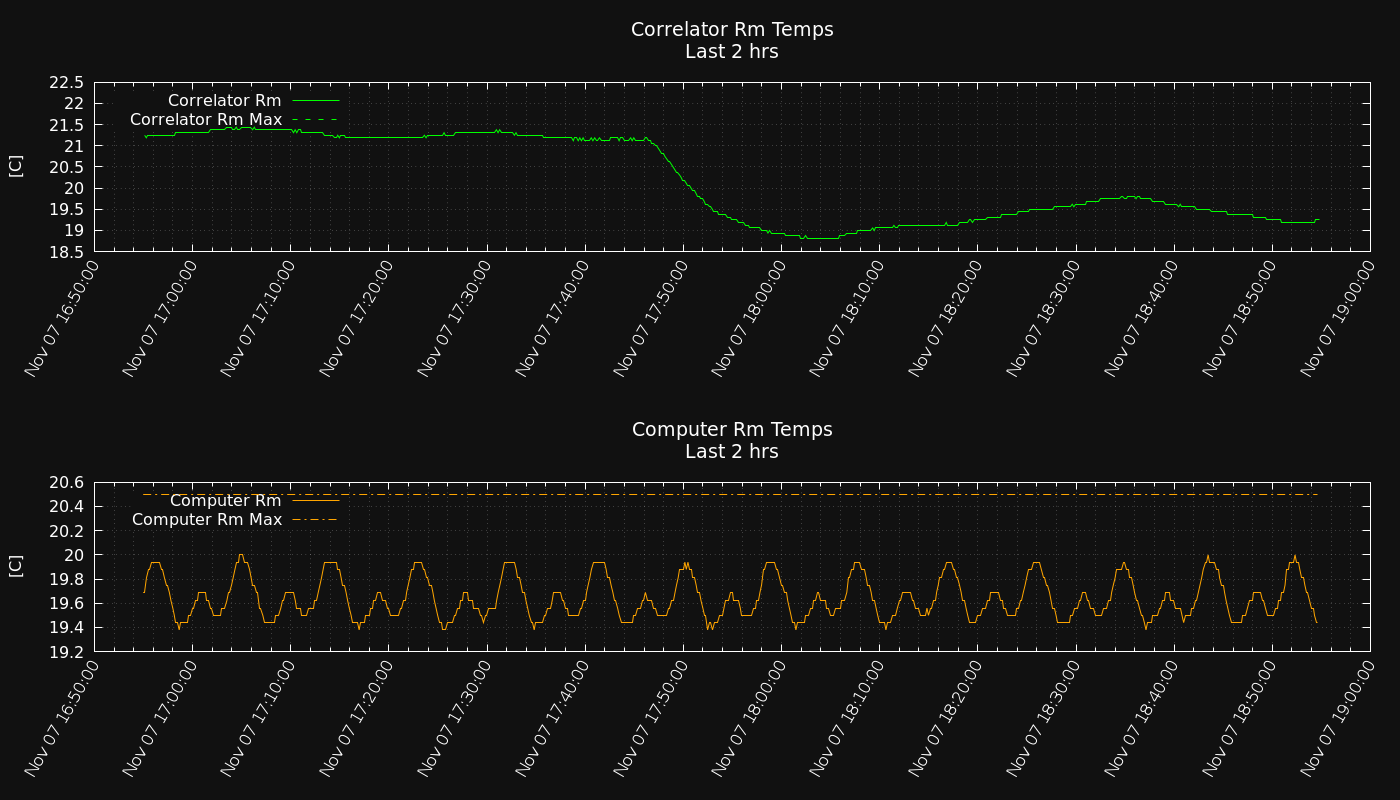 Correlator Rm Temps
Last 2 hrs
22.5
22
21.5
21
20.5
20
19.5
19
18.5
[C]
Correlator Rm
Correlator Rm Max
Nov 07 16:50:00
Nov 07 17:00:00
Nov 07 17:10:00
Nov 07 17:20:00
Nov 07 17:30:00
Nov 07 17:40:00
Nov 07 17:50:00
Nov 07 18:00:00
Nov 07 18:10:00
Nov 07 18:20:00
Nov 07 18:30:00
Nov 07 18:40:00
Nov 07 18:50:00
Nov 07 19:00:00
Computer Rm Temps
Last 2 hrs
20.6
20.4
20.2
20
19.8
19.6
19.4
19.2
[C]
Computer Rm
Computer Rm Max
Nov 07 16:50:00
Nov 07 17:00:00
Nov 07 17:10:00
Nov 07 17:20:00
Nov 07 17:30:00
Nov 07 17:40:00
Nov 07 17:50:00
Nov 07 18:00:00
Nov 07 18:10:00
Nov 07 18:20:00
Nov 07 18:30:00
Nov 07 18:40:00
Nov 07 18:50:00
Nov 07 19:00:00